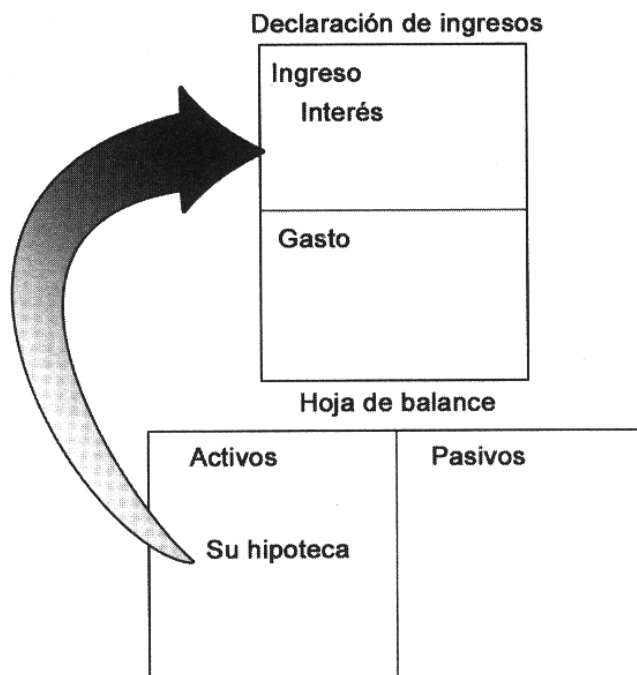 Declaración de ingresos
Ingreso
Interés
Gasto
Hoja de balance
Activos
Pasivos
Su hipoteca